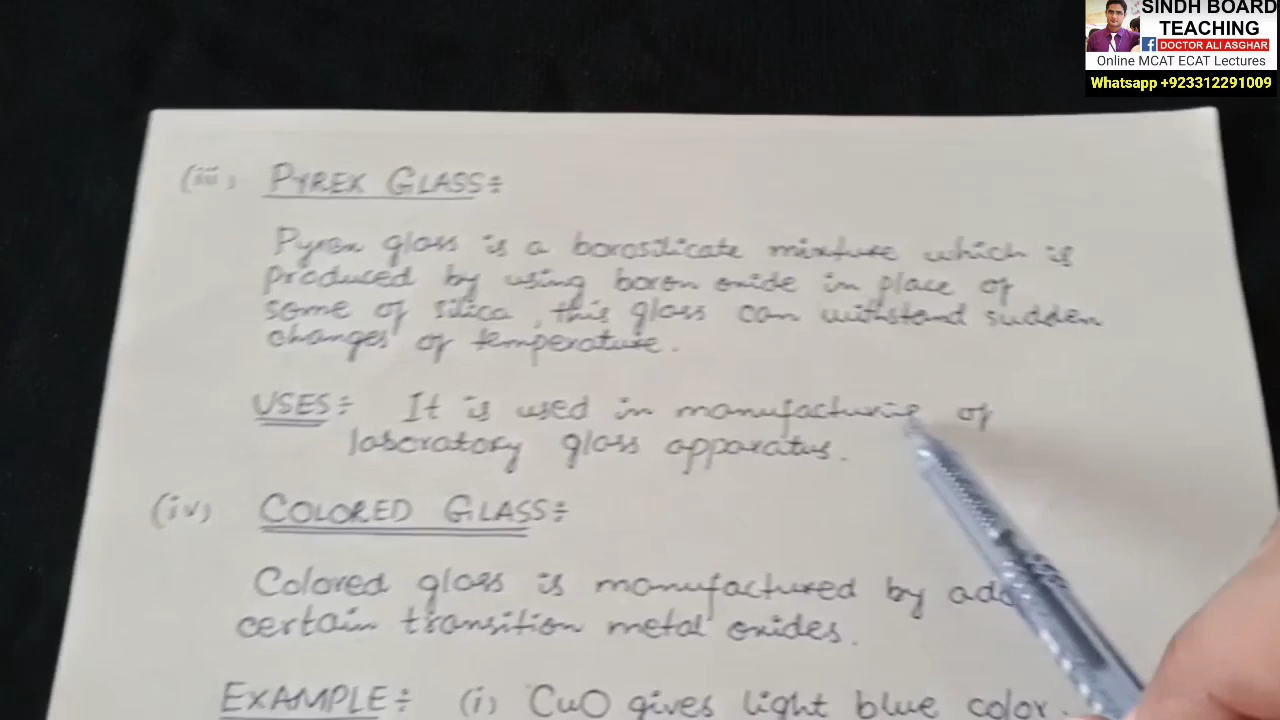 SINDH BOARD
TEACHING
f DOCTOR ALI ASGHAR
Online MCAT ECAT Lectures
Whatsapp +923312291009
(iii) PYREX GLASS:
Pyrex glass is a borosilicate mixture which is
produced by using boron oxide in place of
some of silica, this glass can withstand sudden
changes of temperature.
USES: It is used in manufacturing of
laboratory glass apparatus.
(iv) COLORED GLASS:
Colored glass is manufactured by
certain transition metal oxides.
EXAMPLE: (i) CuO gives light blue color.